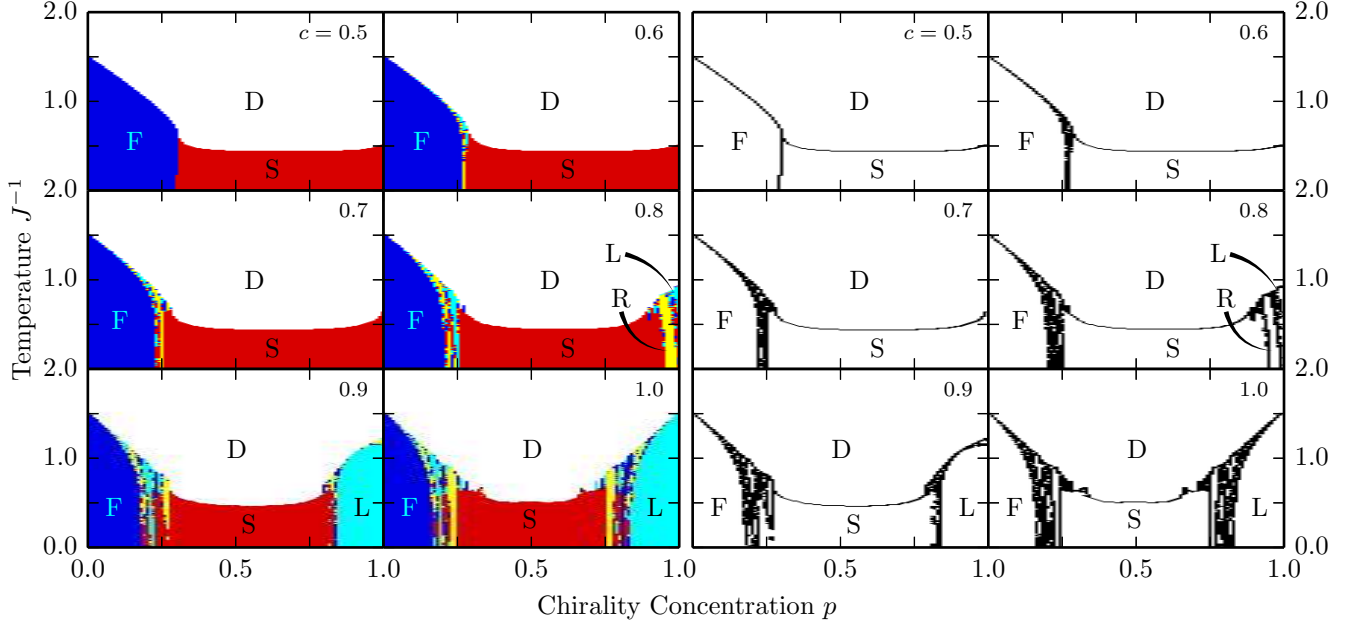 2.0 c = 0.5 0.6 c = 0.5 0.6 2.0
1.0 D D D D 1.0
F F F F
S S S S
2.0 0.7 0.8 0.7 0.8 2.0
L L
1.0 D D D D 1.0
R R
F F F F
S S S S
2.0 0.9 1.0 0.9 1.0 2.0
1.0 D D D D 1.0
F S L F S L F S L F S L
0.0 0.0
0.0 0.5 1.0 0.5 1.0 0.5 1.0 0.5 1.0
Temperature J⁻¹
Chirality Concentration p